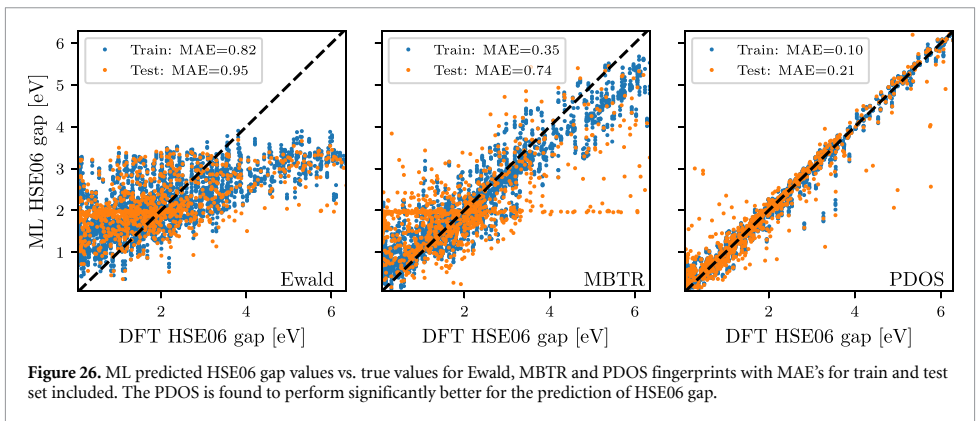 ML HSE06 gap [eV]
6
5
4
3
2
1
Train: MAE=0.82
Test: MAE=0.95
Ewald
2
4
6
DFT HSE06 gap [eV]
Train: MAE=0.35
Test: MAE=0.74
MBTR
2
4
6
DFT HSE06 gap [eV]
Train: MAE=0.10
Test: MAE=0.21
PDOS
2
4
6
DFT HSE06 gap [eV]
Figure 26. ML predicted HSE06 gap values vs. true values for Ewald, MBTR and PDOS fingerprints with MAE's for train and test
set included. The PDOS is found to perform significantly better for the prediction of HSE06 gap.